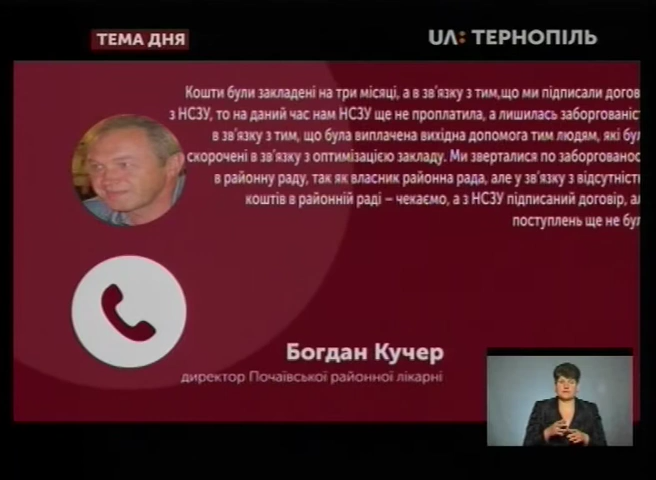 ТЕМА ДНЯ
UA: ТЕРНОПІЛЬ
Кошти були закладені на три місяці, а в зв'язку з тим,що ми підписали догов
з НСЗУ, то на даний час нам НСЗУ ще не проплатила, а лишилась заборгованіс
в зв'язку з тим, що була виплачена вихідна допомога тим людям, які бу
скорочені в зв'язку з оптимізацією закладу. Ми зверталися по заборгованос
в районну раду, так як власник районна рада, але у зв'язку з відсутніст
коштів в районній раді – чекаємо, а з НСЗУ підписаний договір, а
поступлень ще не бу
Богдан Кучер
директор Почаївської районної лікарні